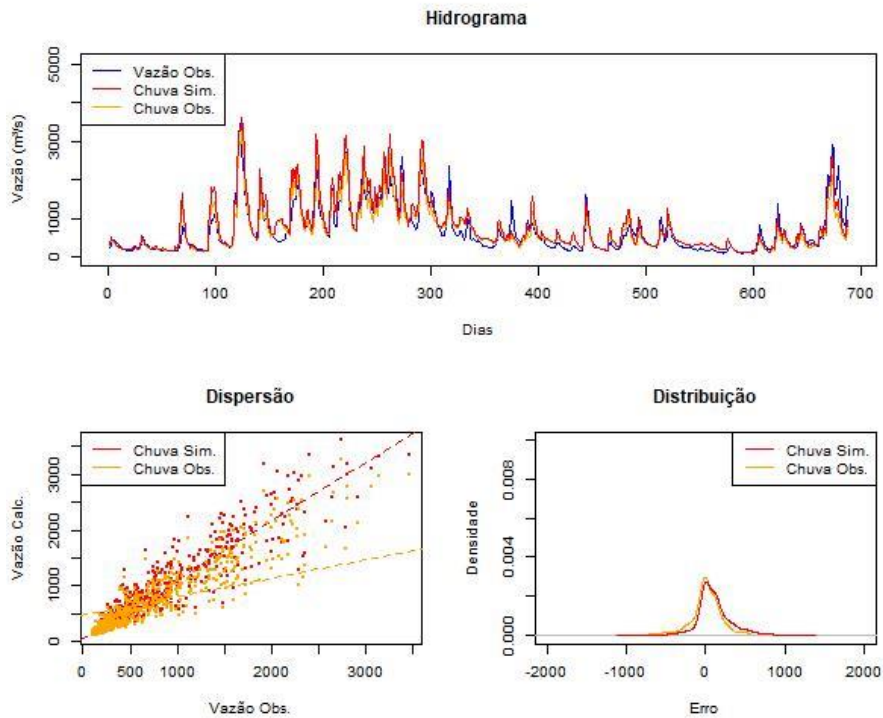 Hidrograma
Vazão (m³/s)
5000
3000
1000
0
Vazão Obs.
Chuva Sim.
Chuva Obs.
0 100 200 300 400 500 600 700
Dias
Dispersão
Vazão Calc.
3000
2000
1000
0
Chuva Sim.
Chuva Obs.
0 500 1000 2000 3000
Vazão Obs.
Distribuição
Densidade
0.008
0.004
0.000
Chuva Sim.
Chuva Obs.
-2000 -1000 0 1000 2000
Erro